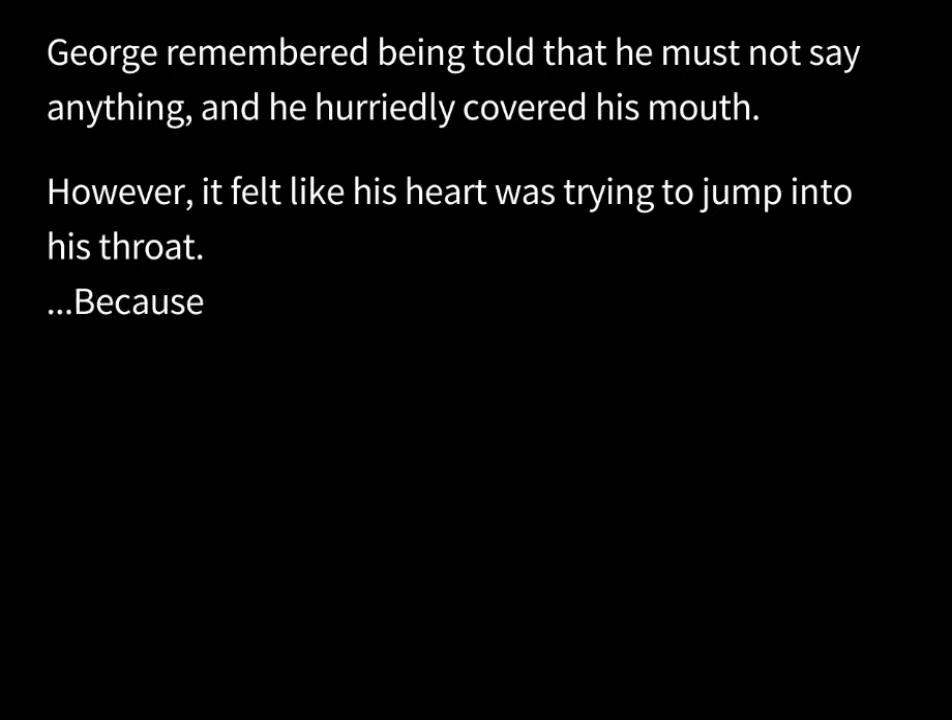 George remembered being told that he must not say
anything, and he hurriedly covered his mouth.
However, it felt like his heart was trying to jump into
his throat.
...Because